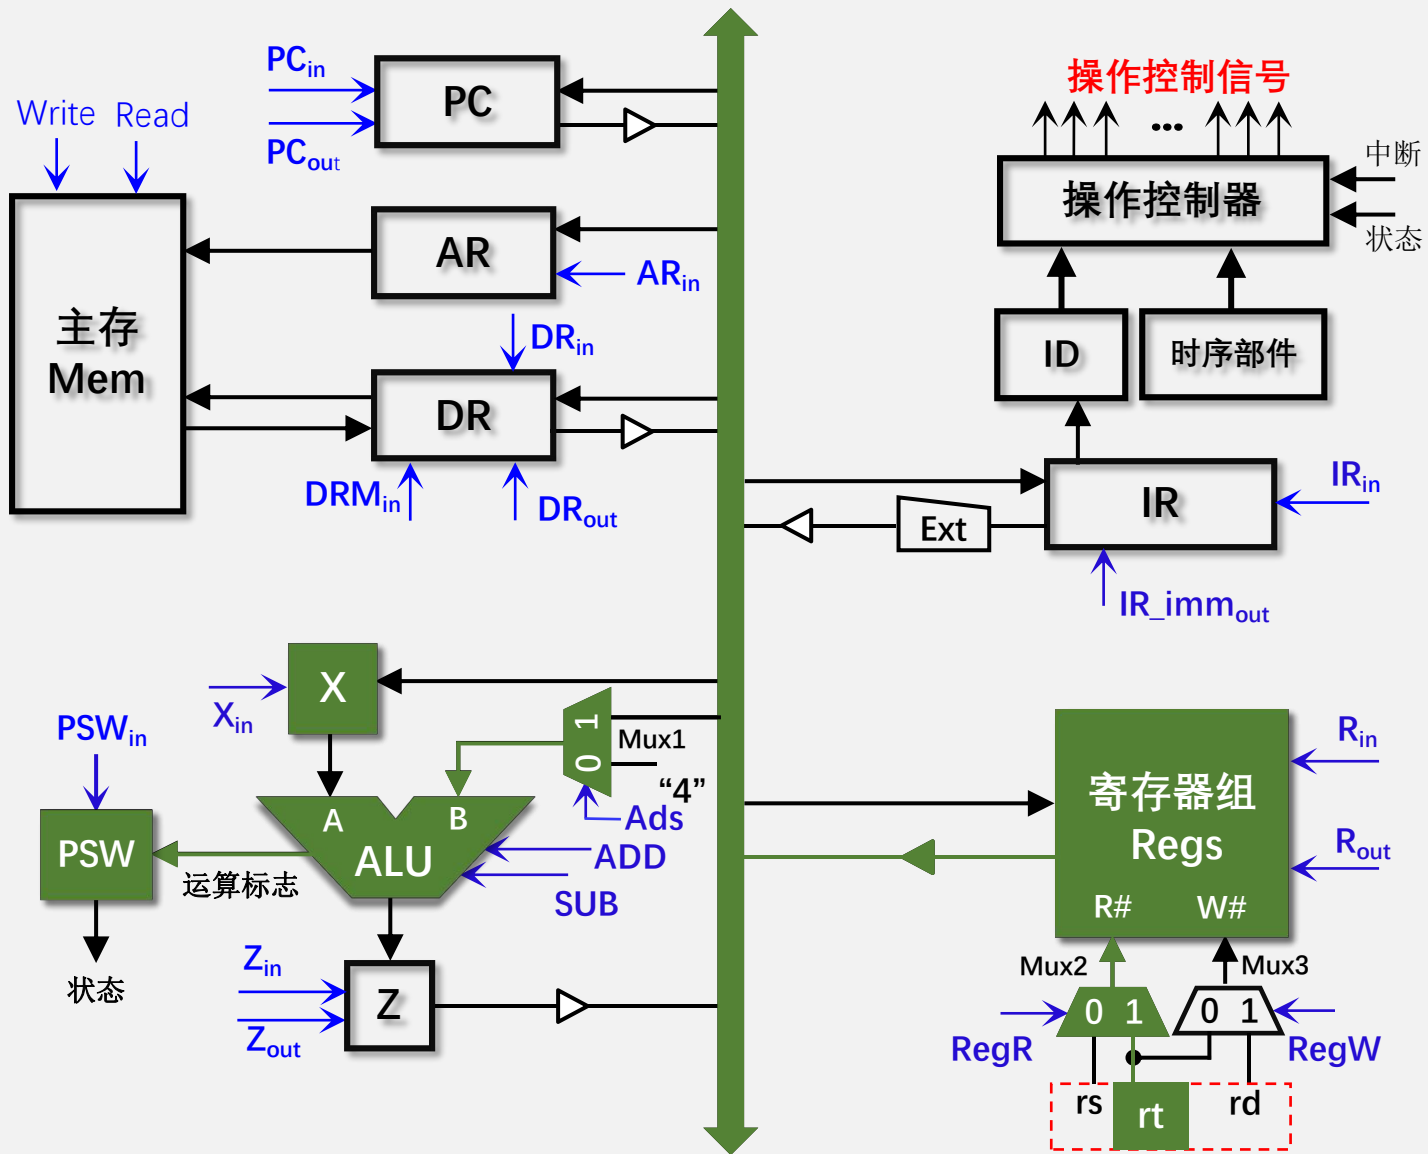 PCin
PC
PCout
Write
Read
主存
Mem
AR
ARin
DRin
DR
DRMin
DRout
操作控制信号
...
操作控制器
中断
状态
ID
时序部件
IR
IRin
Ext
IR_immout
X
Xin
PSWin
PSW
运算标志
状态
1
0
Mux1
“4”
Ads
A
B
ALU
ADD
SUB
Zin
Z
Zout
寄存器组
Regs
R# W#
Rin
Rout
Mux2
Mux3
0 1
0 1
RegR
RegW
rs
rt
rd